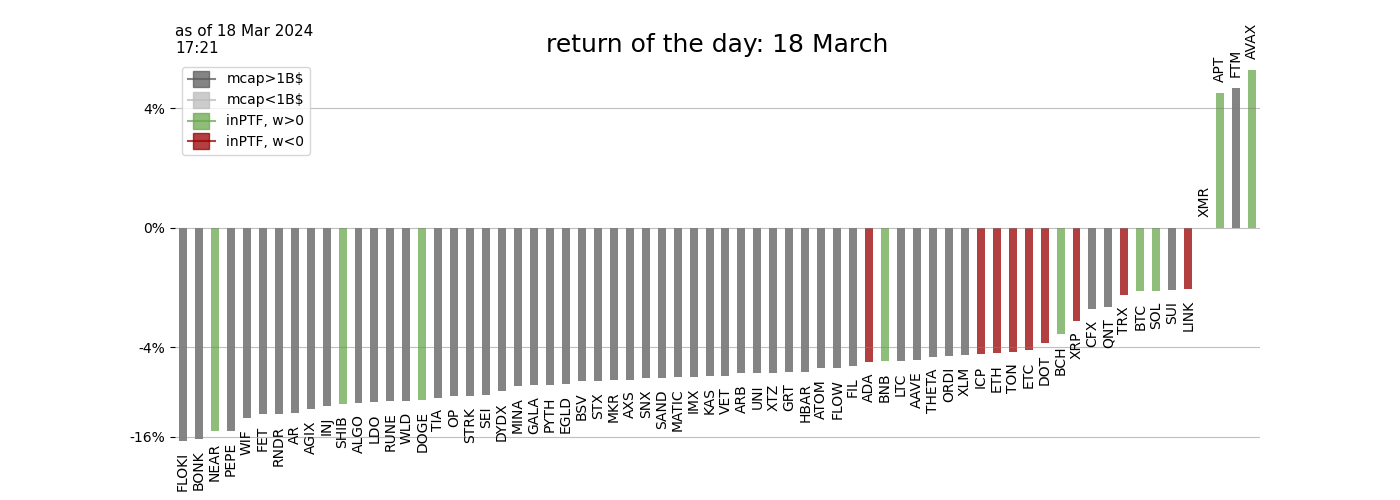 as of 18 Mar 2024
17:21
return of the day: 18 March
mcap>1B$
mcap<1B$
inPTF, w>0
inPTF, w<0
4%
0%
-4%
-16%
FLOKI
BONK
NEAR
PEPE
WIF
FET
RNDR
AR
AGIX
INJ
SHIB
ALGO
LDO
RUNE
WLD
DOGE
TIA
OP
STRK
SEI
DYDX
MINA
GALA
PYTH
EGLD
BSV
STX
MKR
AXS
SNX
SAND
MATIC
IMX
KAS
VET
ARB
UNI
XTZ
GRT
HBAR
ATOM
FLOW
FIL
ADA
BNB
LTC
AAVE
THETA
ORDI
XLM
ICP
ETH
TON
ETC
DOT
BCH
XRP
CFX
QNT
TRX
BTC
SOL
SUI
LINK
XMR
APT
FTM
AVAX